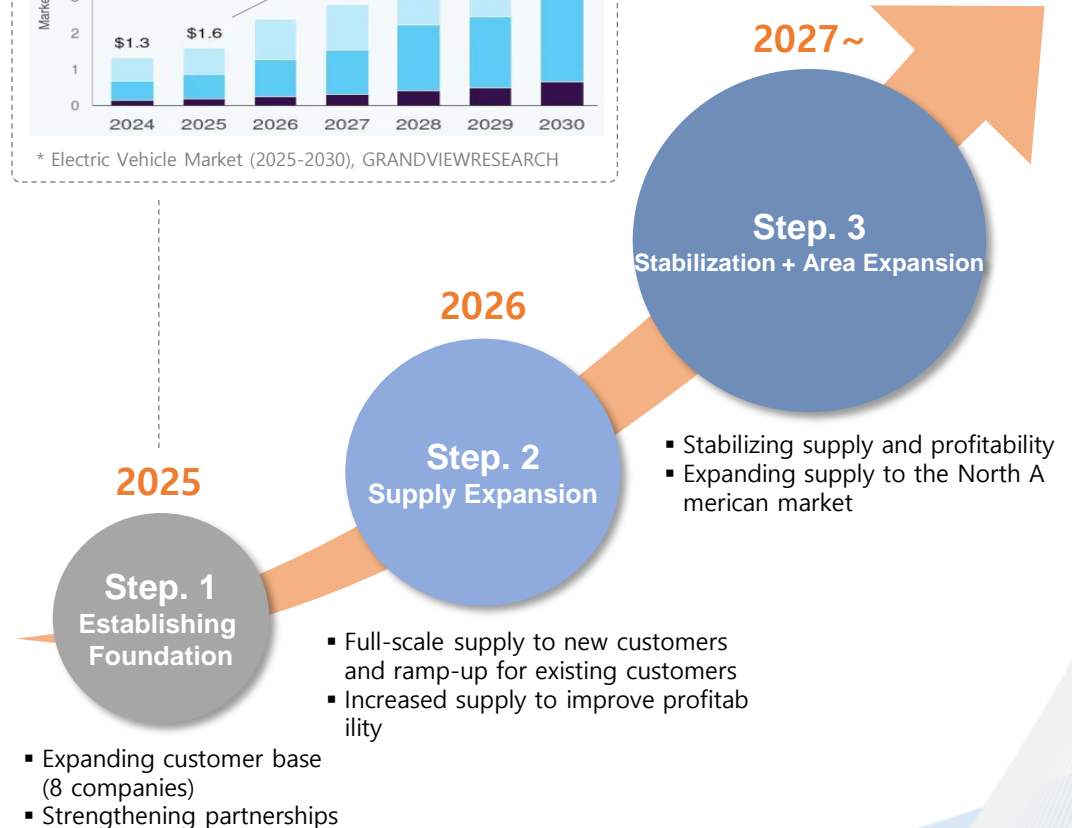 Marke
2
1
0
$1.3
$1.6
2024 2025 2026 2027 2028 2029 2030
* Electric Vehicle Market (2025-2030), GRANDVIEWRESEARCH
2027~
Step. 3
Stabilization + Area Expansion
▪ Stabilizing supply and profitability
▪ Expanding supply to the North A
merican market
2026
Step. 2
Supply Expansion
▪ Full-scale supply to new customers
and ramp-up for existing customers
▪ Increased supply to improve profitab
ility
2025
Step. 1
Establishing
Foundation
▪ Expanding customer base
(8 companies)
▪ Strengthening partnerships